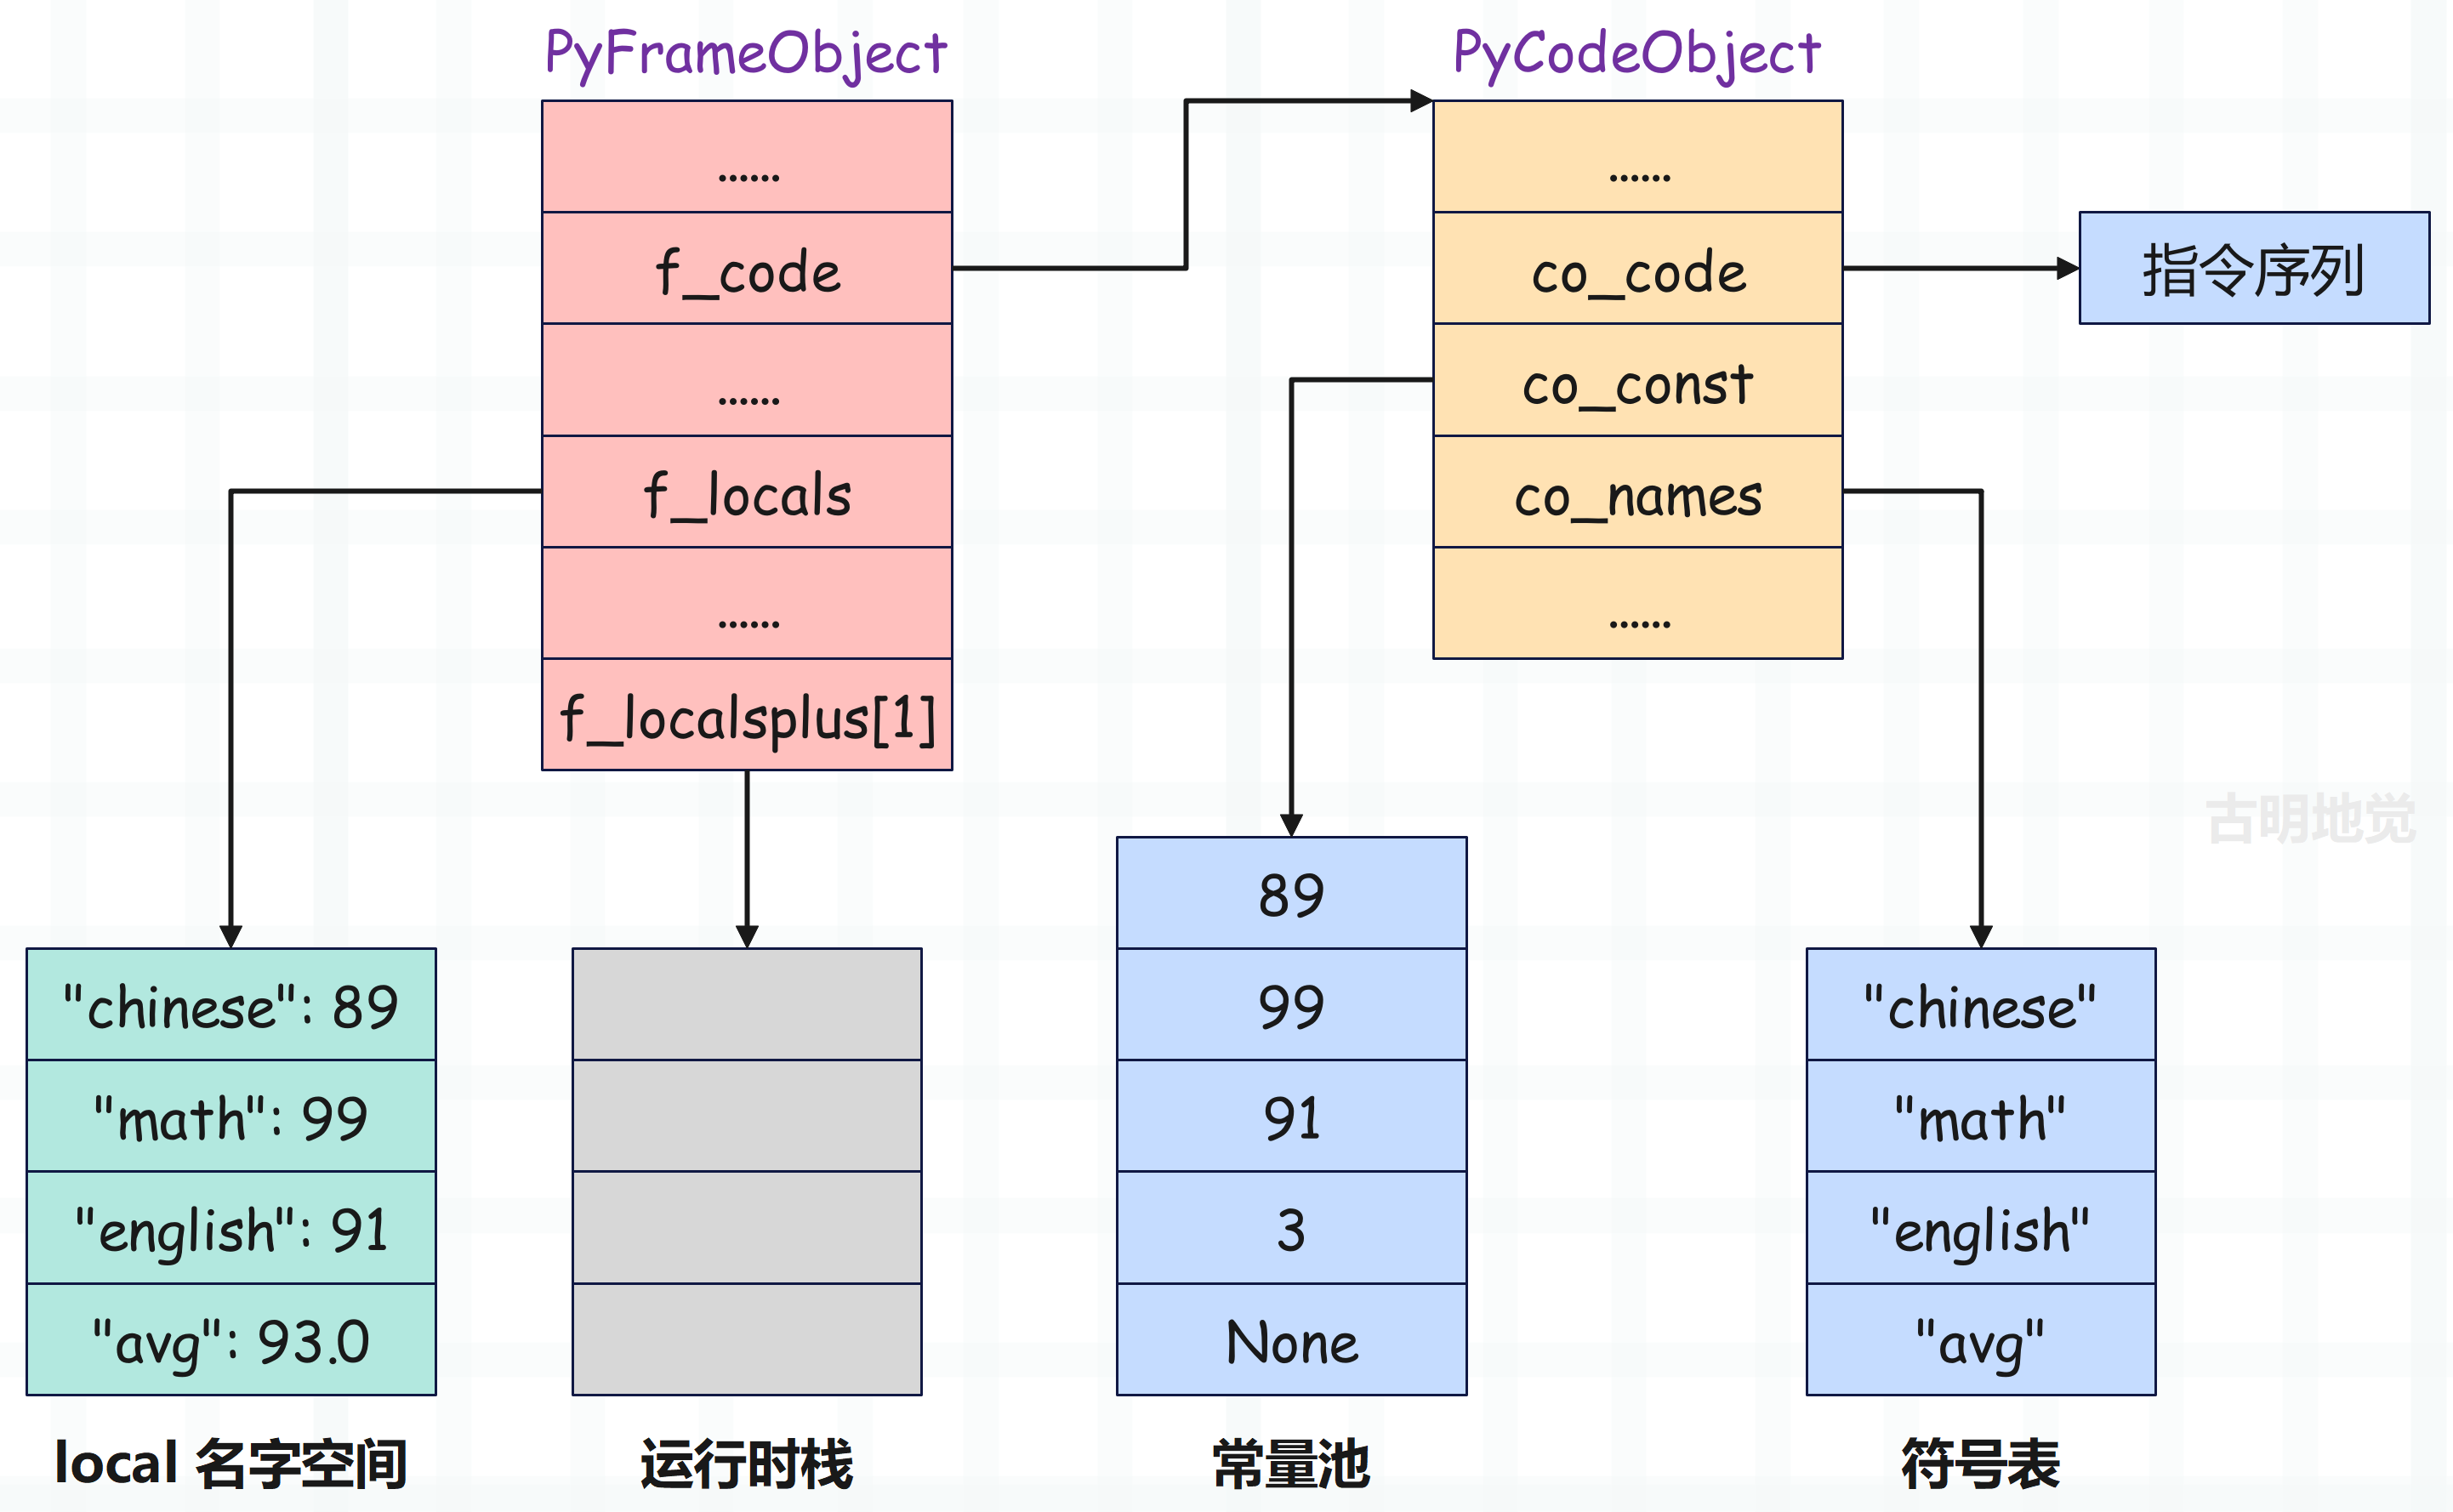 PyFrameObject
......
f_code
......
f_locals
......
f_localsplus[1]
PyCodeObject
......
co_code
co_const
co_names
......
指令序列
古明地觉
"chinese": 89
"math": 99
"english": 91
"avg": 93.0
local 名字空间
运行时栈
89
99
91
3
None
常量池
"chinese"
"math"
"english"
"avg"
符号表